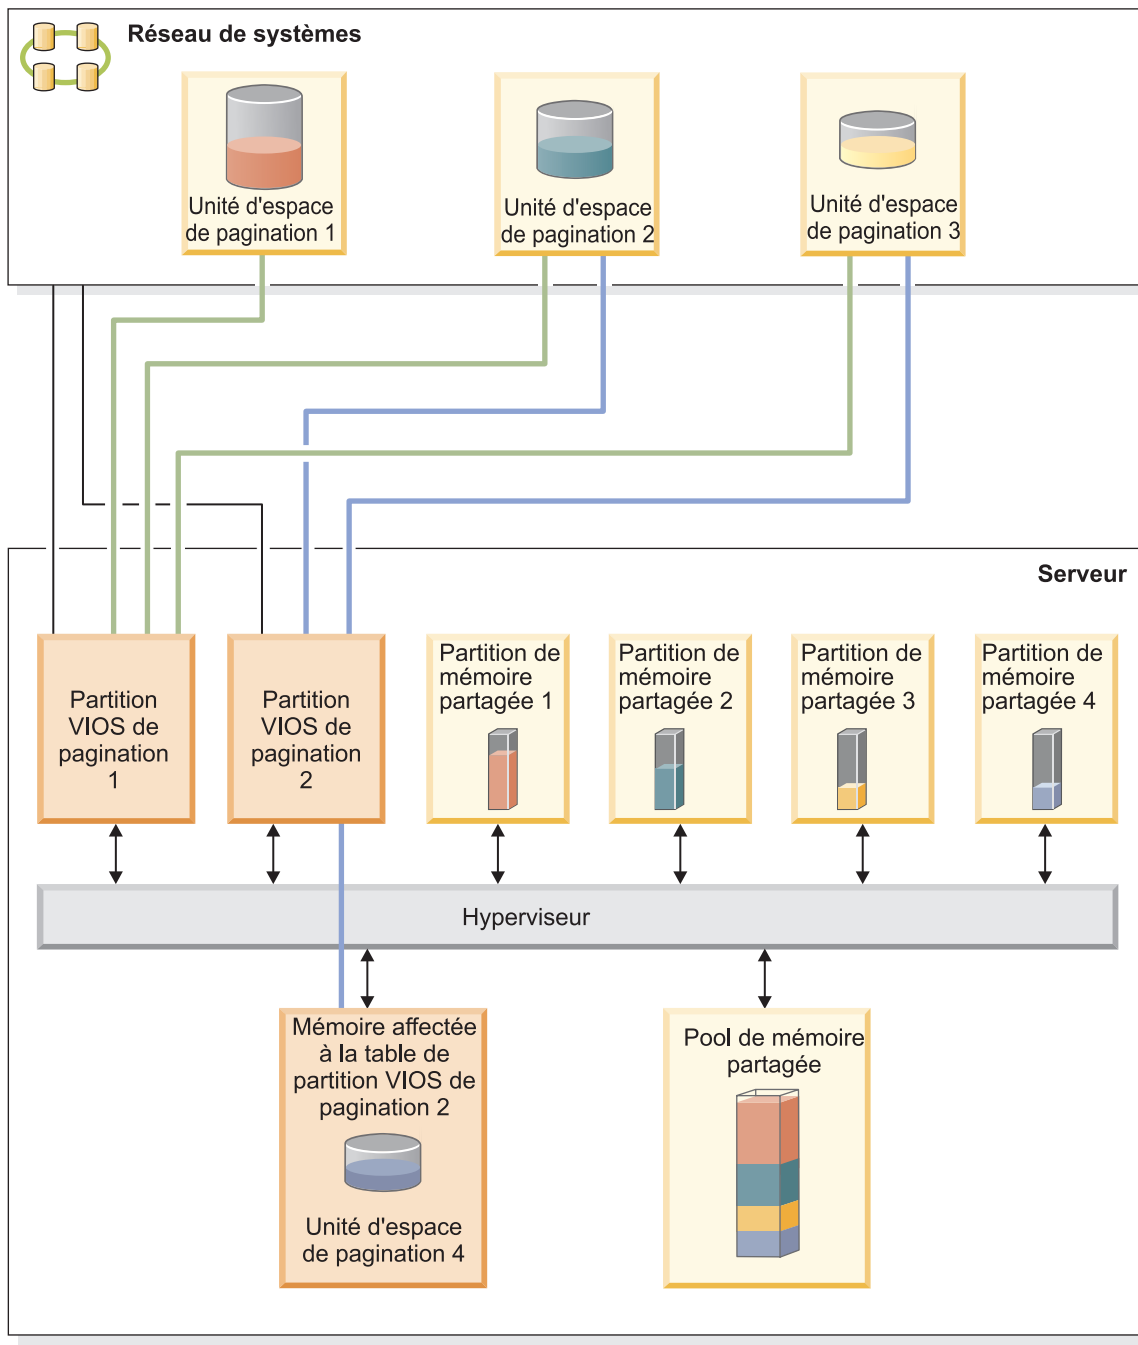 Réseau de systèmes
Unité d'espace
de pagination 1
Unité d'espace
de pagination 2
Unité d'espace
de pagination 3
Serveur
Partition
VIOS de
pagination
1
Partition
VIOS de
pagination
2
Partition de
mémoire
partagée 1
Partition de
mémoire
partagée 2
Partition de
mémoire
partagée 3
Partition de
mémoire
partagée 4
Hyperviseur
Mémoire affectée
à la table de
partition VIOS de
pagination 2
Unité d'espace
de pagination 4
Pool de mémoire
partagée